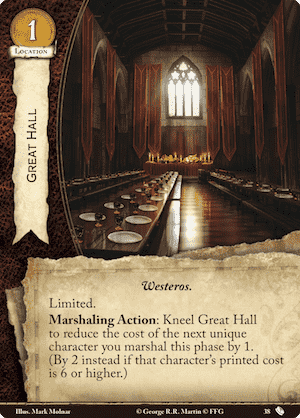 1
LOCATION
GREAT HALL
Westeros.
Limited.
Marshaling Action: Kneel Great Hall
to reduce the cost of the next unique
character you marshal this phase by 1.
(By 2 instead if that character's printed cost
is 6 or higher.)
Illus. Mark Molnar
© George R.R. Martin © FFG
38